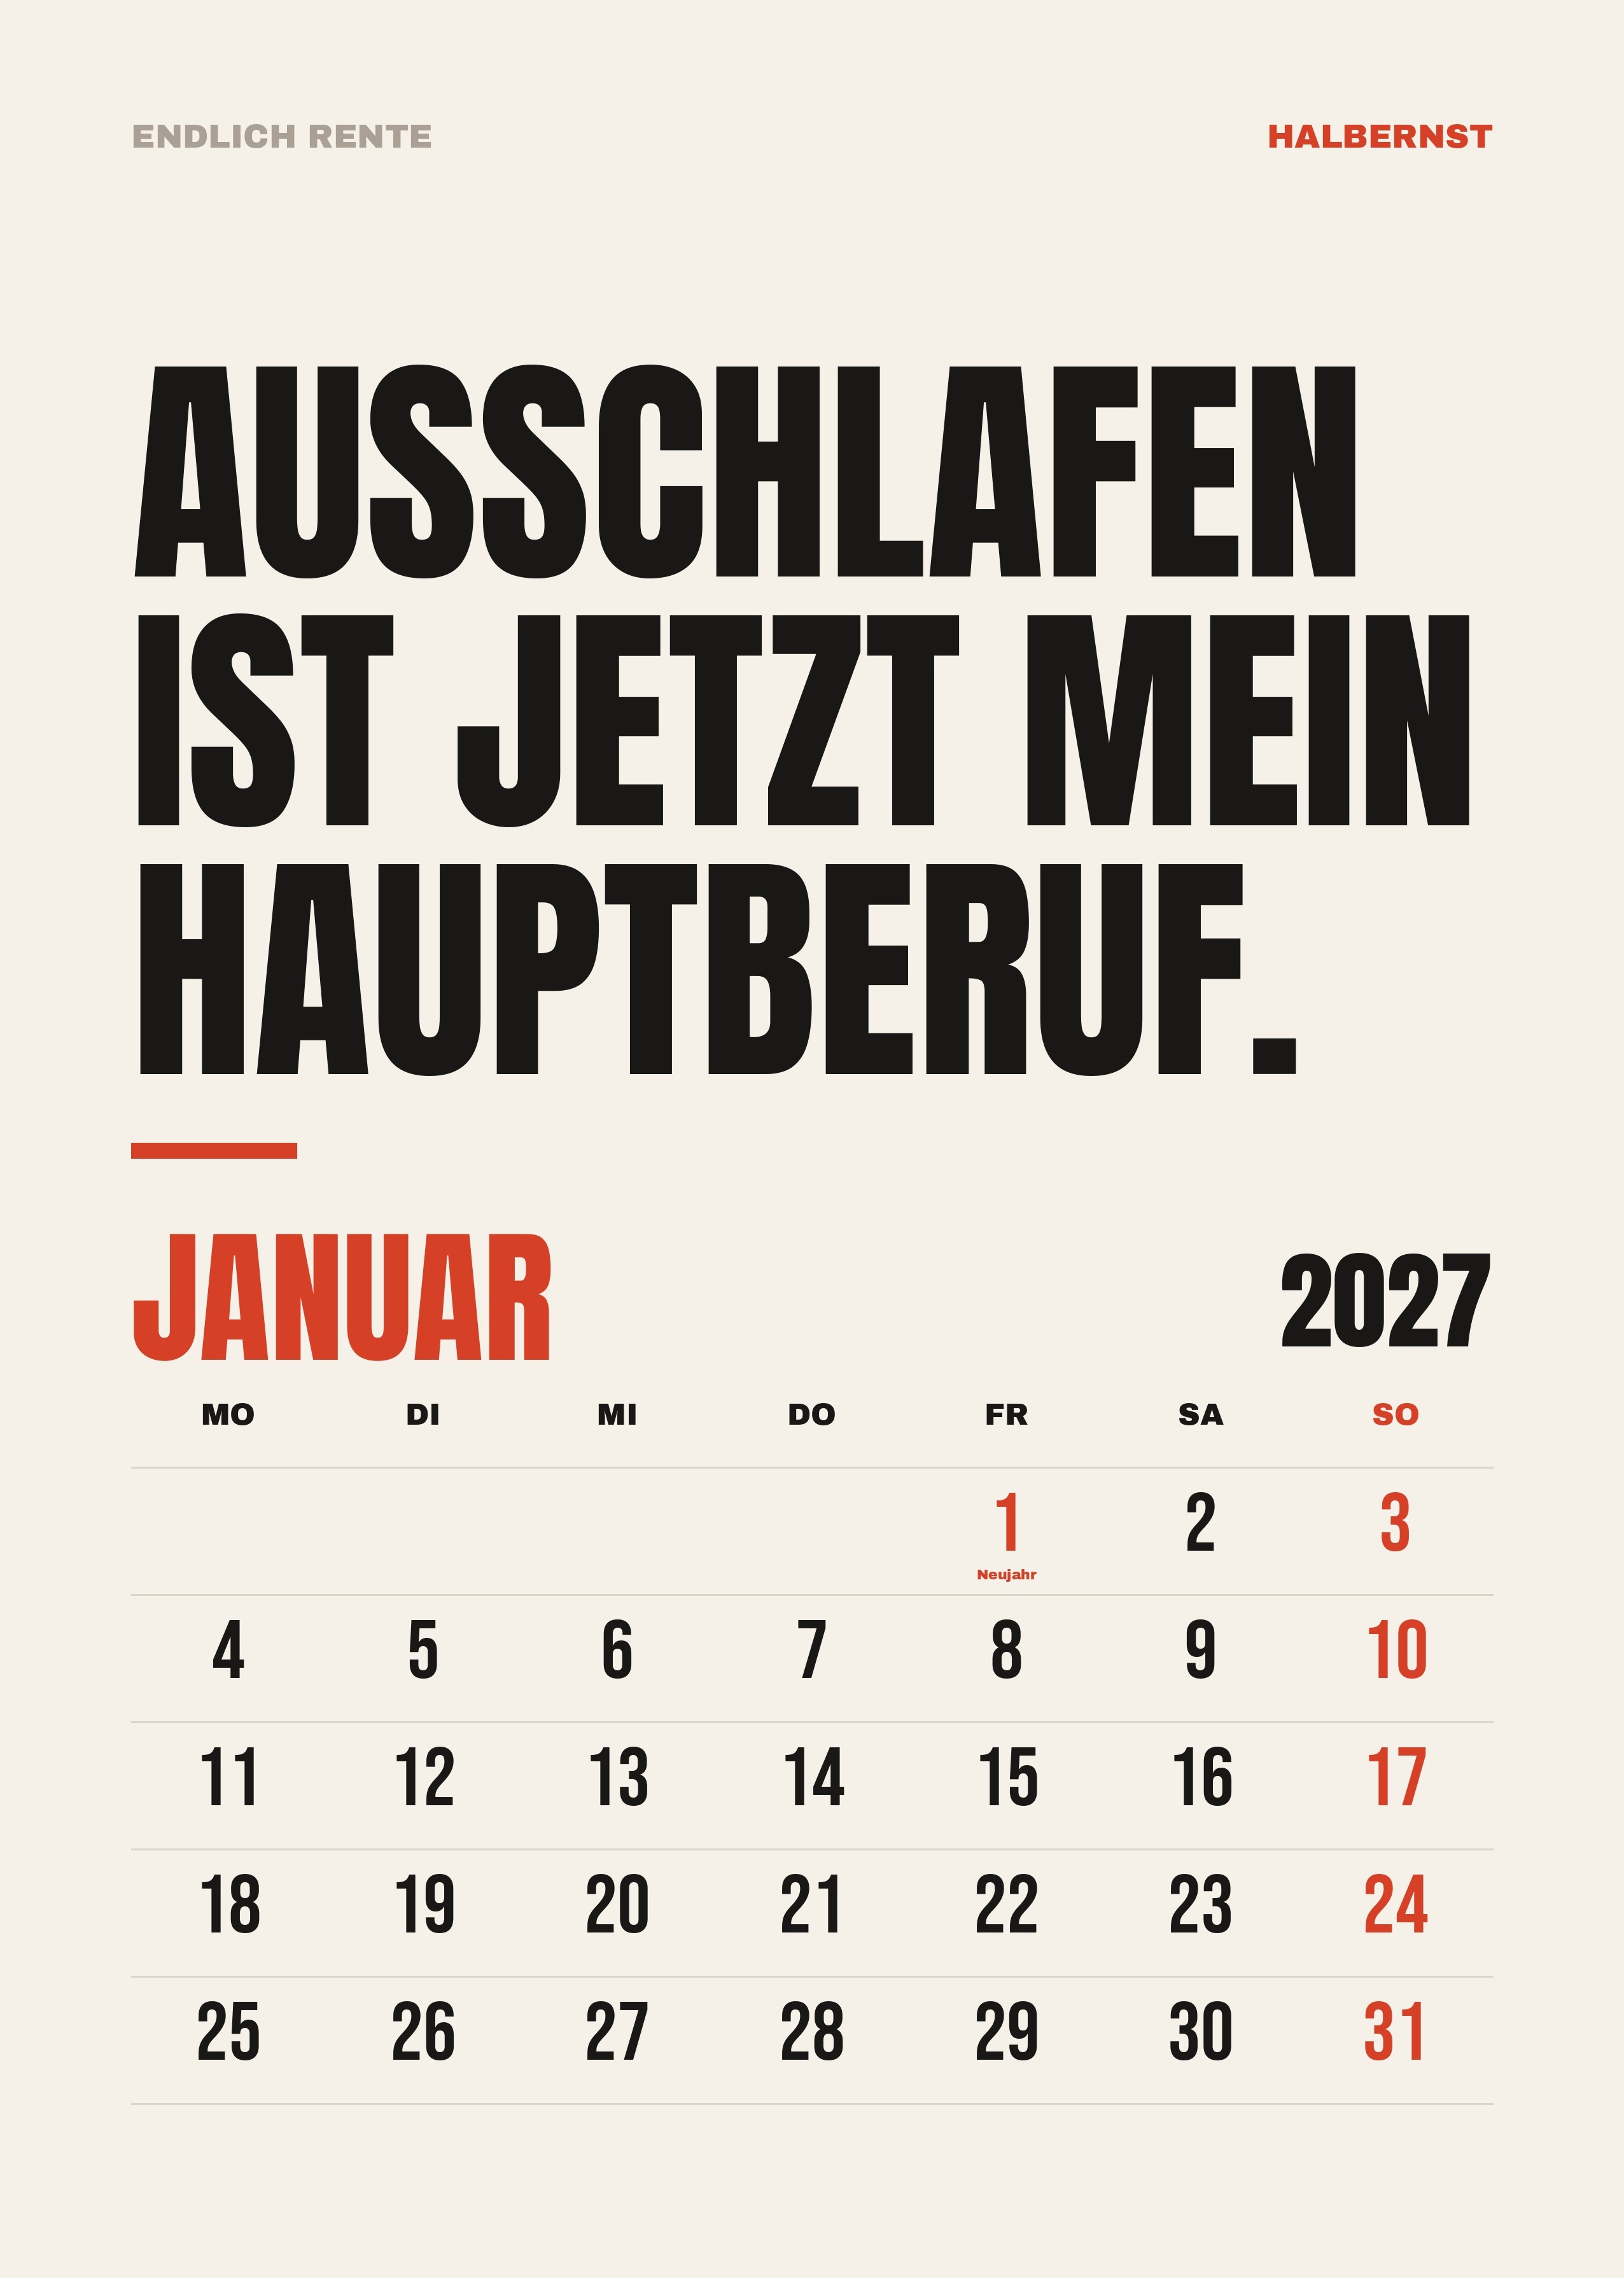 ENDLICH RENTE
HALBERNST
AUSSCHLAFEN
IST JETZT MEIN
HAUPTBERUF.
JANUAR
2027
MO DI MI DO FR SA SO
1 2 3
Neujahr
4 5 6 7 8 9 10
11 12 13 14 15 16 17
18 19 20 21 22 23 24
25 26 27 28 29 30 31